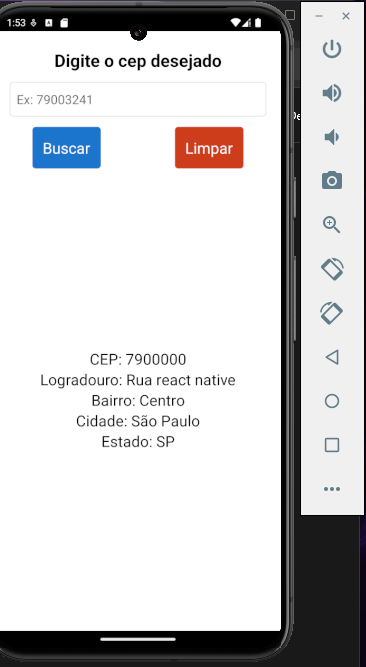 1:53
Digite o cep desejado
Ex: 79003241
Buscar
Limpar
CEP: 7900000
Logradouro: Rua react native
Bairro: Centro
Cidade: São Paulo
Estado: SP